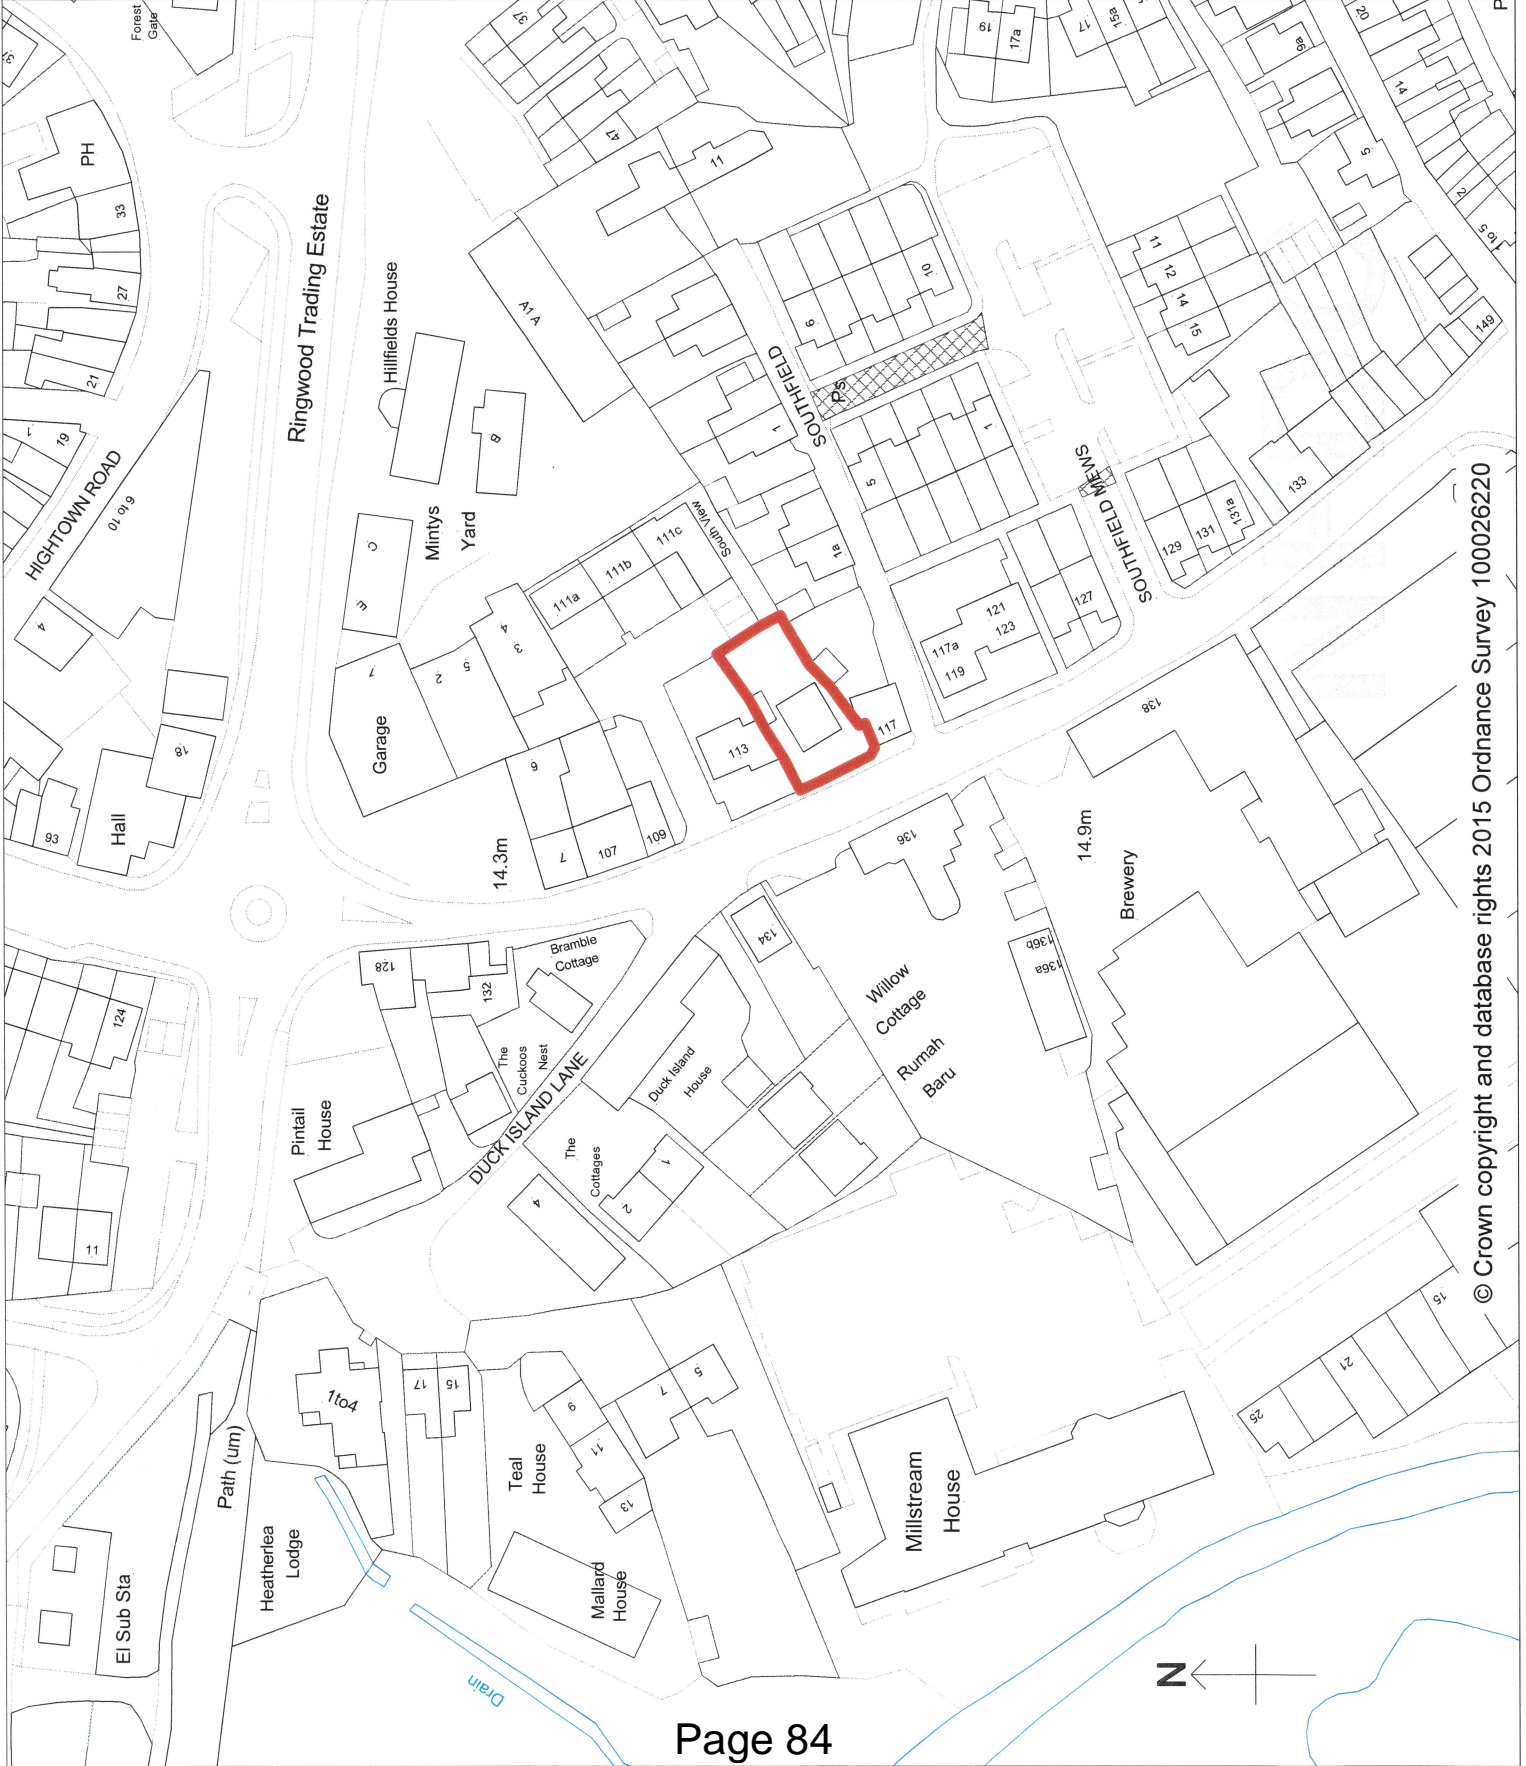 Forest
Gate
37
37
19
17a
17
15a
9a
20
14
P
PH
33
27
21
47
11
5
2
1 to 5
Ringwood Trading Estate
Hillfields House
A1 A
B
10
6
11
12
14
15
149
1
19
HIGHTOWN ROAD
6 to 10
4
C
E
Mintys
Yard
SOUTHFIELD
PS
1
5
1
SOUTHFIELD MEWS
133
129
131
131a
127
111a
111b
111c
South View
1a
121
123
117a
119
117
113
1
2
5
3
4
Garage
18
Hall
93
6
7
107
109
14.3m
138
136
14.9m
Brewery
136b
136a
134
Willow
Cottage
Rumah
Baru
128
132
Bramble
Cottage
The
Cuckoos
Nest
DUCK ISLAND LANE
Duck Island
House
124
Pintail
House
The
Cottages
1
2
4
11
1to4
17
15
9
11
13
7
5
Teal
House
Mallard
House
Millstream
House
15
21
25
Path (um)
Heatherlea
Lodge
El Sub Sta
Drain
N
© Crown copyright and database rights 2015 Ordnance Survey 100026220
Page 84